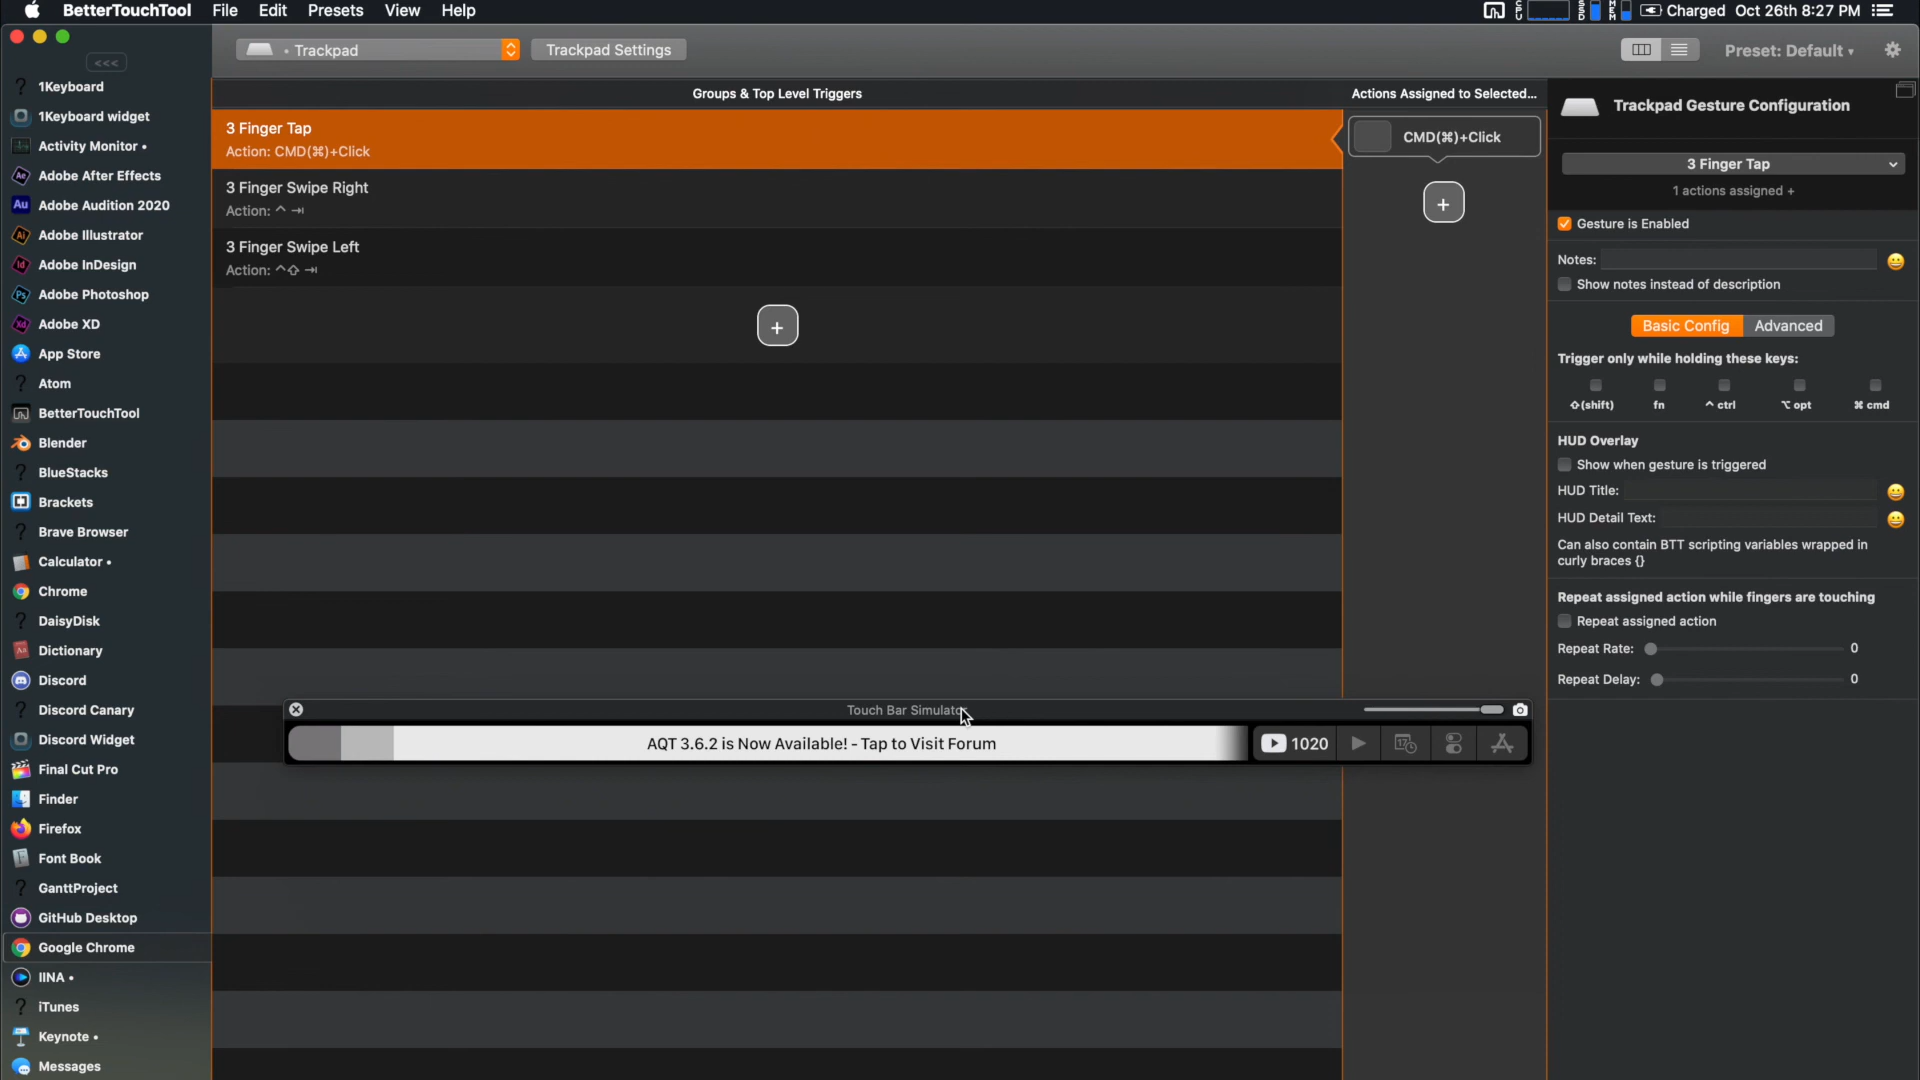 BetterTouchTool File Edit Presets View Help
Charged Oct 26th 8:27 PM
• Trackpad
Trackpad Settings
Preset: Default
<<<
1Keyboard
1Keyboard widget
Activity Monitor •
Adobe After Effects
Adobe Audition 2020
Adobe Illustrator
Adobe InDesign
Adobe Photoshop
Adobe XD
App Store
Atom
BetterTouchTool
Blender
BlueStacks
Brackets
Brave Browser
Calculator •
Chrome
DaisyDisk
Dictionary
Discord
Discord Canary
Discord Widget
Final Cut Pro
Finder
Firefox
Font Book
GanttProject
GitHub Desktop
Google Chrome
IINA •
iTunes
Keynote •
Messages
Groups & Top Level Triggers
3 Finger Tap
Action: CMD(⌘)+Click
3 Finger Swipe Right
Action: ^ ⇥
3 Finger Swipe Left
Action: ^⇧ ⇥
+
Actions Assigned to Selected...
CMD(⌘)+Click
+
Touch Bar Simulator
AQT 3.6.2 is Now Available! - Tap to Visit Forum
1020
Trackpad Gesture Configuration
3 Finger Tap
1 actions assigned +
Gesture is Enabled
Notes:
Show notes instead of description
Basic Config Advanced
Trigger only while holding these keys:
⇧(shift) fn ^ ctrl ⌥ opt ⌘ cmd
HUD Overlay
Show when gesture is triggered
HUD Title:
HUD Detail Text:
Can also contain BTT scripting variables wrapped in
curly braces {}
Repeat assigned action while fingers are touching
Repeat assigned action
Repeat Rate: 0
Repeat Delay: 0